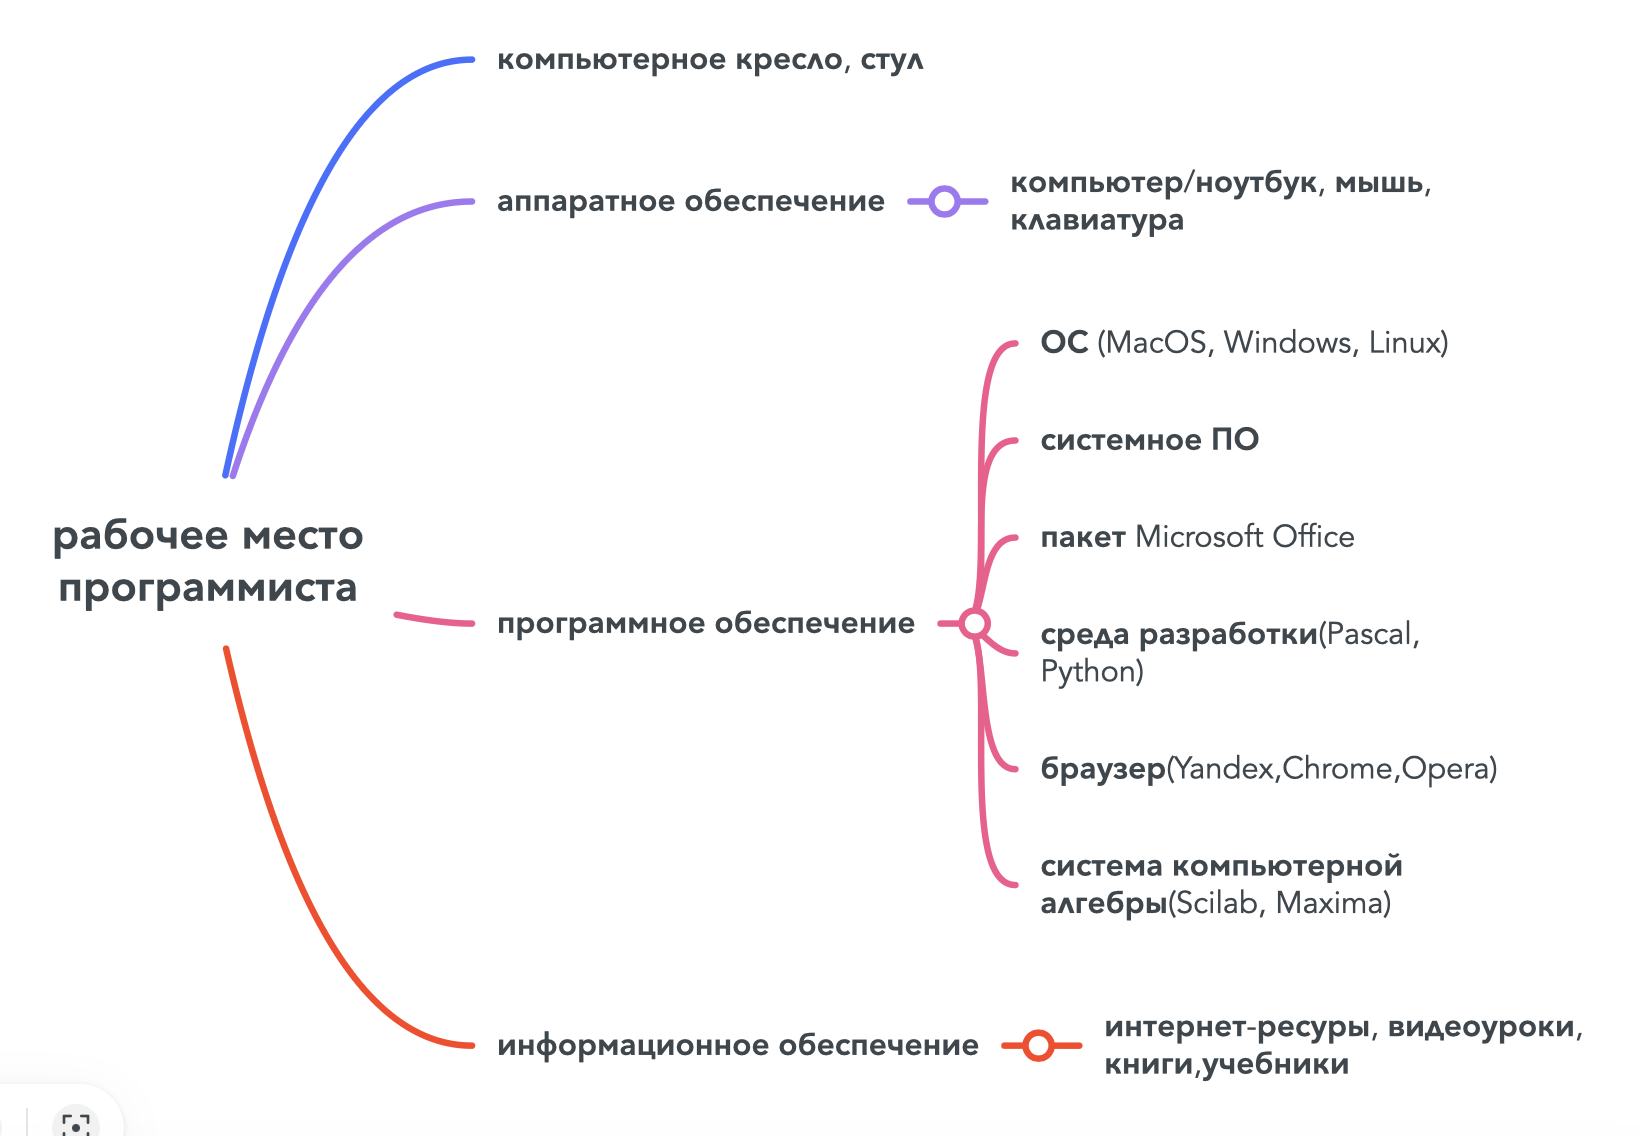 компьютерное кресло, стул
аппаратное обеспечение
компьютер/ноутбук, мышь,
клавиатура
рабочее место
программиста
программное обеспечение
ОС (MacOS, Windows, Linux)
системное ПО
пакет Microsoft Office
среда разработки(Pascal,
Python)
браузер(Yandex,Chrome,Opera)
система компьютерной
алгебры(Scilab, Maxima)
информационное обеспечение
интернет-ресуры, видеоуроки,
книги,учебники